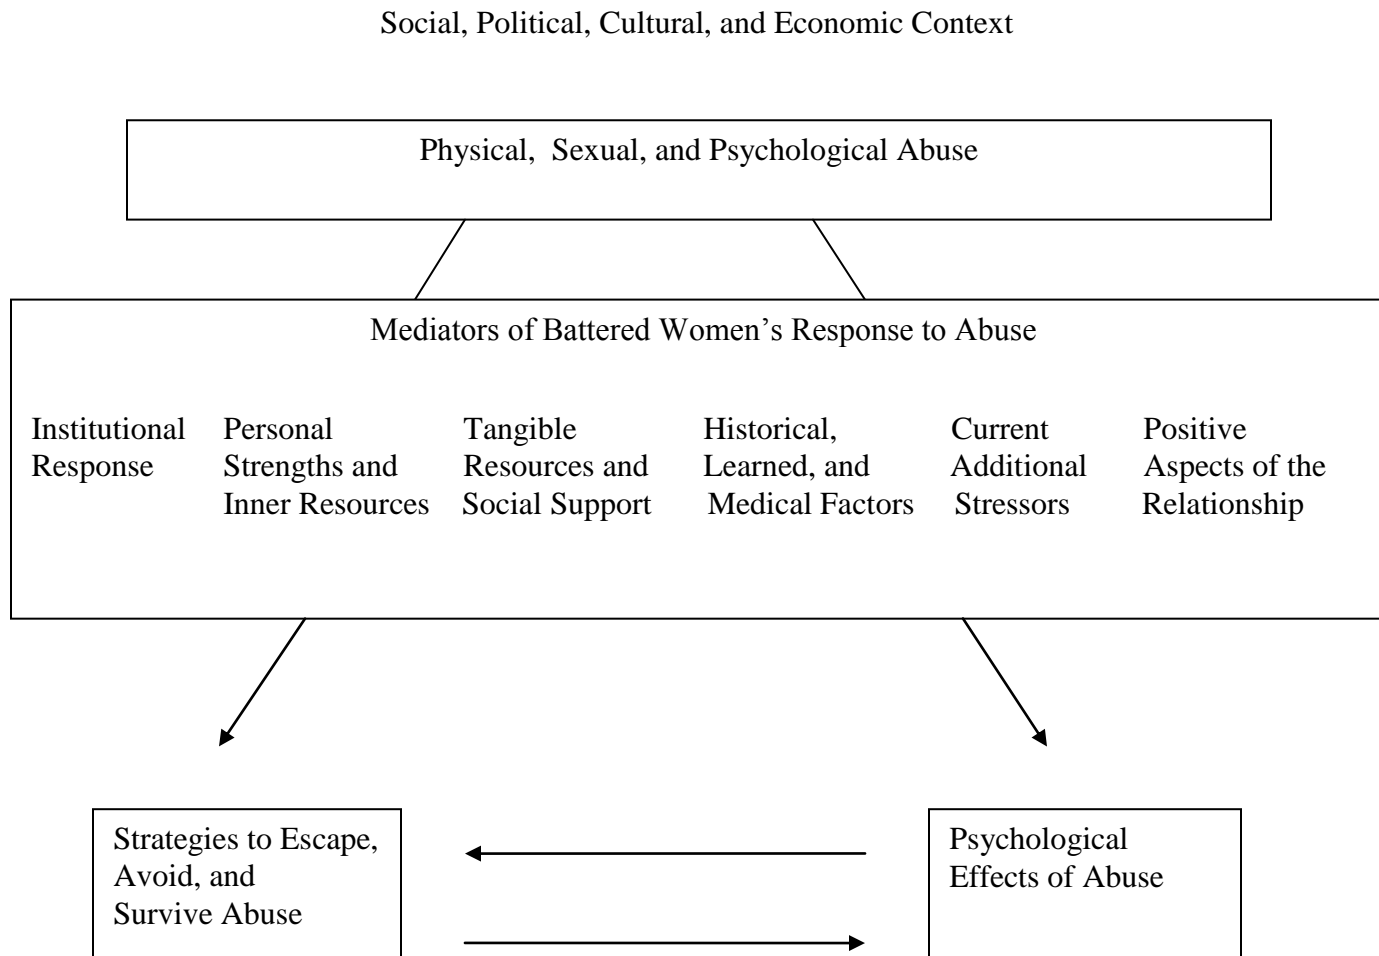 Social, Political, Cultural, and Economic Context
Physical, Sexual, and Psychological Abuse
Mediators of Battered Women’s Response to Abuse
Institutional
Response
Personal
Strengths and
Inner Resources
Tangible
Resources and
Social Support
Historical,
Learned, and
Medical Factors
Current
Additional
Stressors
Positive
Aspects of the
Relationship
Strategies to Escape,
Avoid, and
Survive Abuse
Psychological
Effects of Abuse